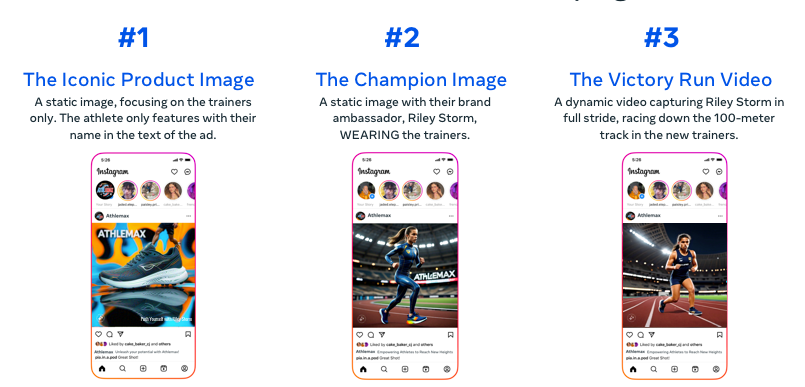 #1
The Iconic Product Image
A static image, focusing on the trainers
only. The athlete only features with their
name in the text of the ad.
5:26
Instagram
Your Story
Athlemax
ATHLEMAX
Liked by cake_baker_cj and others
Athlemax Unleash your potential with Athlemax!
pie.in.a.pod Great Shot!
#2
The Champion Image
A static image with their brand
ambassador, Riley Storm,
WEARING the trainers.
5:26
Instagram
Your Story
Athlemax
ATHLEMAX
Liked by cake_baker_cj and others
Athlemax Empowering Athletes to Reach New Heights
pie.in.a.pod Great Shot!
#3
The Victory Run Video
A dynamic video capturing Riley Storm in
full stride, racing down the 100-meter
track in the new trainers.
5:26
Instagram
Your Story
Athlemax
Liked by cake_baker_cj and others
Athlemax Empowering Athletes to Reach New Heights
pie.in.a.pod Great Shot!